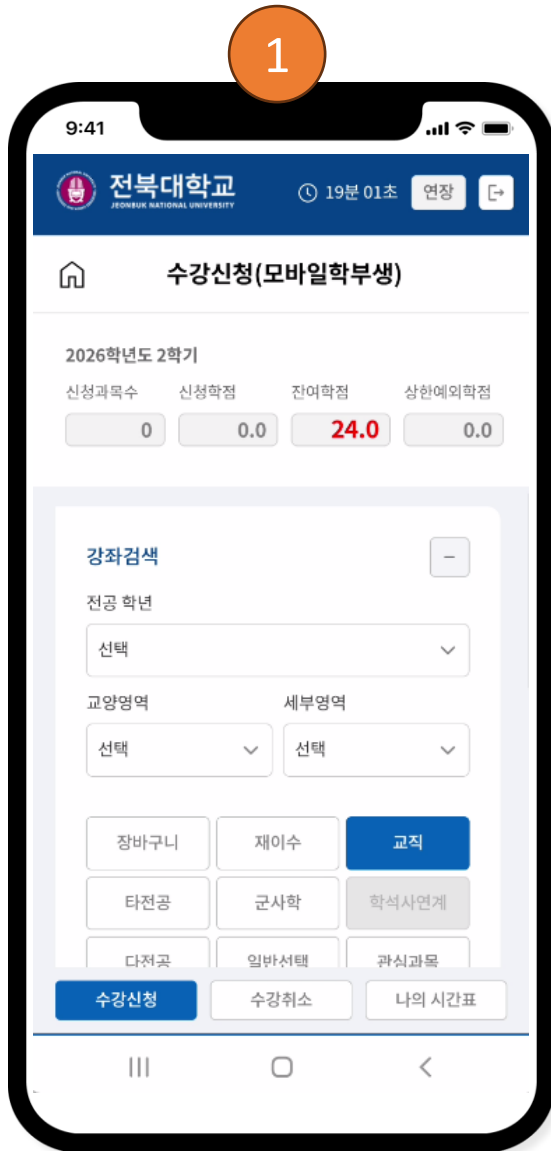 1
9:41
전북대학교
JEONBUK NATIONAL UNIVERSITY
19분 01초 연장
수강신청(모바일학부생)
2026학년도 2학기
신청과목수 신청학점 잔여학점 상한예외학점
0 0.0 24.0 0.0
강좌검색
전공 학년
선택
교양영역 세부영역
선택 선택
장바구니 재이수 교직
타전공 군사학 학석사연계
다전공 일반선택 관심과목
수강신청 수강취소 나의 시간표